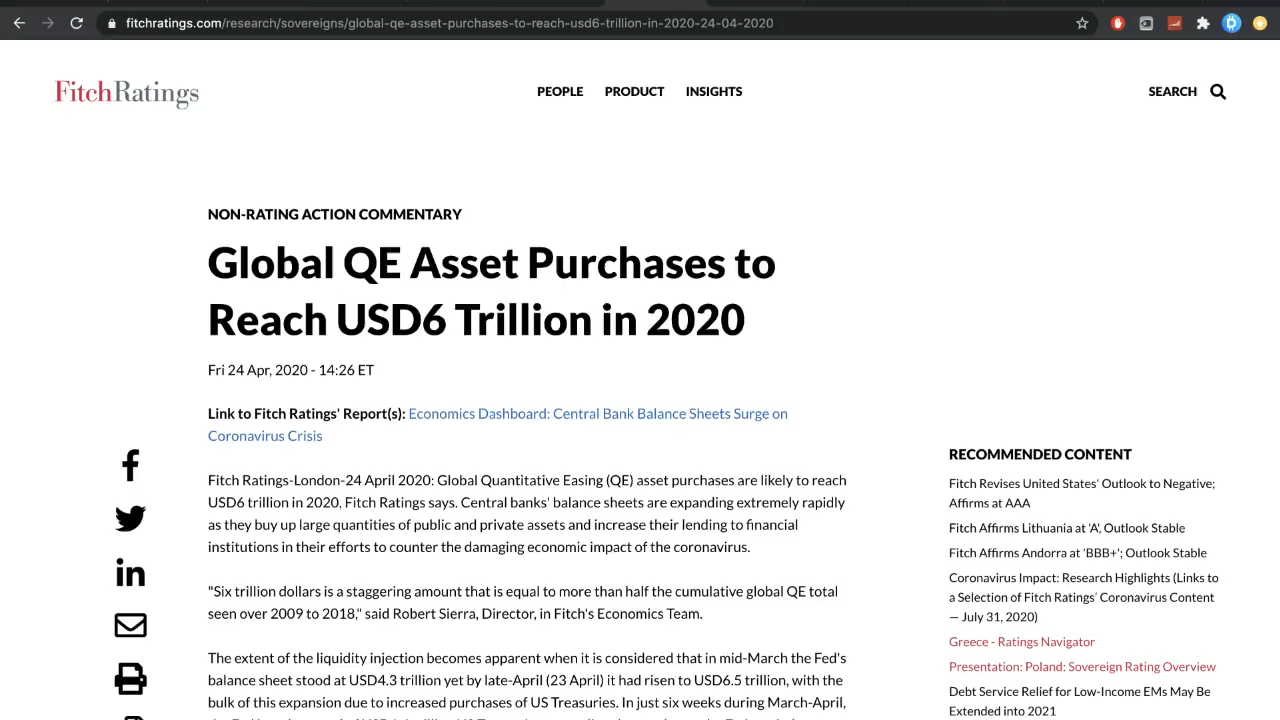 fitchratings.com/research/sovereigns/global-qe-asset-purchases-to-reach-usd6-trillion-in-2020-24-04-2020
FitchRatings
PEOPLE PRODUCT INSIGHTS
SEARCH
NON-RATING ACTION COMMENTARY
Global QE Asset Purchases to
Reach USD6 Trillion in 2020
Fri 24 Apr, 2020 - 14:26 ET
Link to Fitch Ratings' Report(s): Economics Dashboard: Central Bank Balance Sheets Surge on
Coronavirus Crisis
Fitch Ratings-London-24 April 2020: Global Quantitative Easing (QE) asset purchases are likely to reach
USD6 trillion in 2020, Fitch Ratings says. Central banks' balance sheets are expanding extremely rapidly
as they buy up large quantities of public and private assets and increase their lending to financial
institutions in their efforts to counter the damaging economic impact of the coronavirus.
"Six trillion dollars is a staggering amount that is equal to more than half the cumulative global QE total
seen over 2009 to 2018," said Robert Sierra, Director, in Fitch's Economics Team.
The extent of the liquidity injection becomes apparent when it is considered that in mid-March the Fed's
balance sheet stood at USD4.3 trillion yet by late-April (23 April) it had risen to USD6.5 trillion, with the
bulk of this expansion due to increased purchases of US Treasuries. In just six weeks during March-April,
RECOMMENDED CONTENT
Fitch Revises United States' Outlook to Negative;
Affirms at AAA
Fitch Affirms Lithuania at 'A', Outlook Stable
Fitch Affirms Andorra at 'BBB+'; Outlook Stable
Coronavirus Impact: Research Highlights (Links to
a Selection of Fitch Ratings' Coronavirus Content
— July 31, 2020)
Greece - Ratings Navigator
Presentation: Poland: Sovereign Rating Overview
Debt Service Relief for Low-Income EMs May Be
Extended into 2021